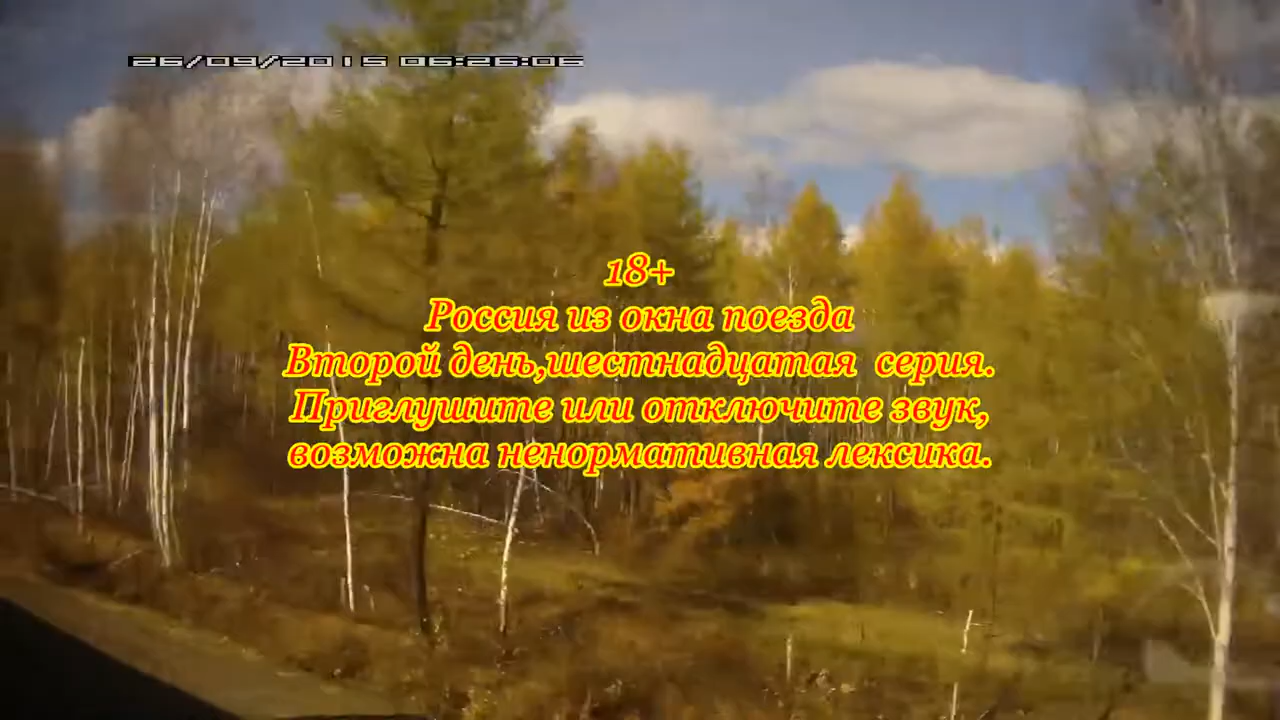 26/09/2015 06:26:06
18+
Россия из окна поезда
Второй день,шестнадцатая серия.
Приглушите или отключите звук,
возможна ненормативная лексика.